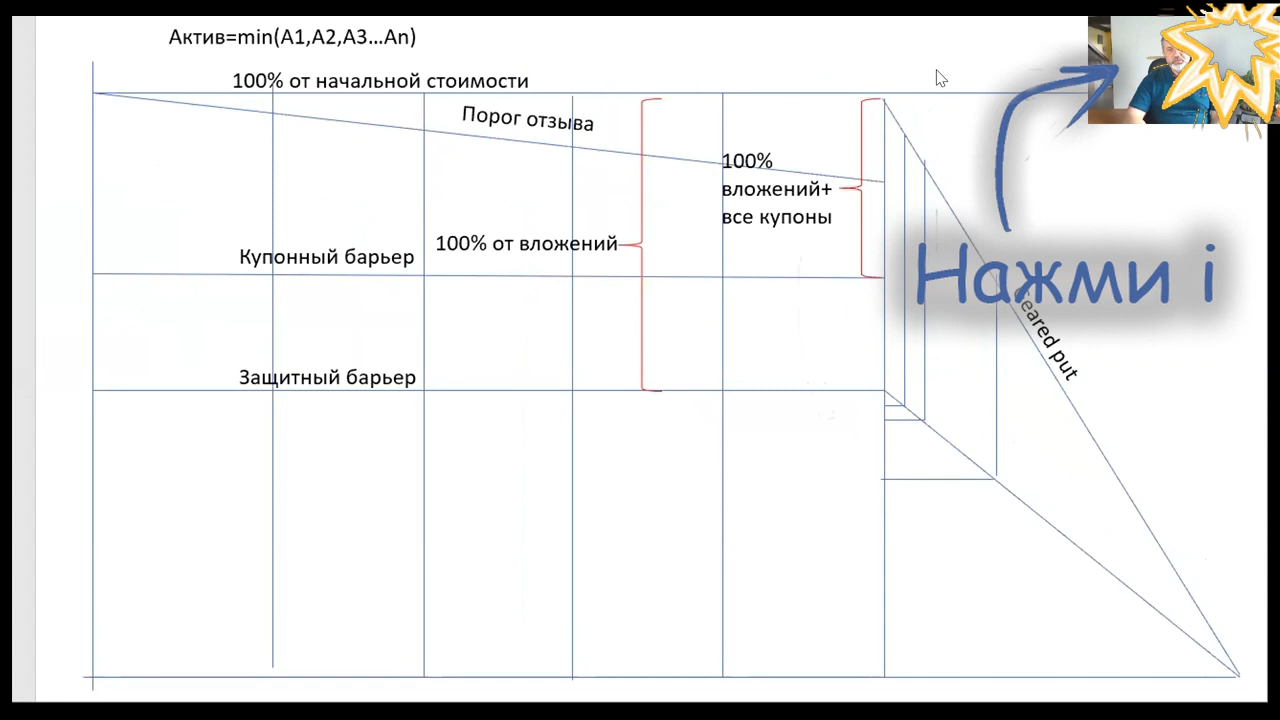 Актив=min(A1,A2,A3...An)
100% от начальной стоимости
Порог отзыва
100%
вложений+
все купоны
100% от вложений
Купонный барьер
Защитный барьер
Нажми i
Geared put